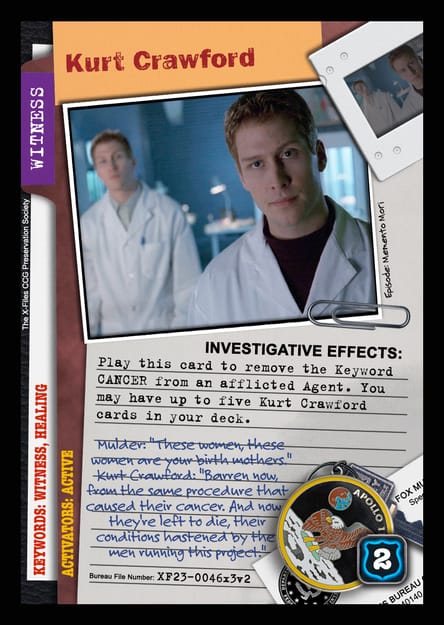 Kurt Crawford
WITNESS
The X-Files CCG Preservation Society
Episode: Memento Mori
INVESTIGATIVE EFFECTS:
Play this card to remove the Keyword
CANCER from an afflicted Agent. You
may have up to five Kurt Crawford
cards in your deck.
Mulder: "These women, these
women are your birth mothers."
Kurt Crawford: "Barren now,
from the same procedure that
caused their cancer. And now
they're left to die, their
conditions hastened by the
men running this project."
Bureau File Number: XF23-0046x3v2
KEYWORDS: WITNESS, HEALING
ACTIVATORS: ACTIVE
APOLLO
2
FOX MU
Spe
BUREAU